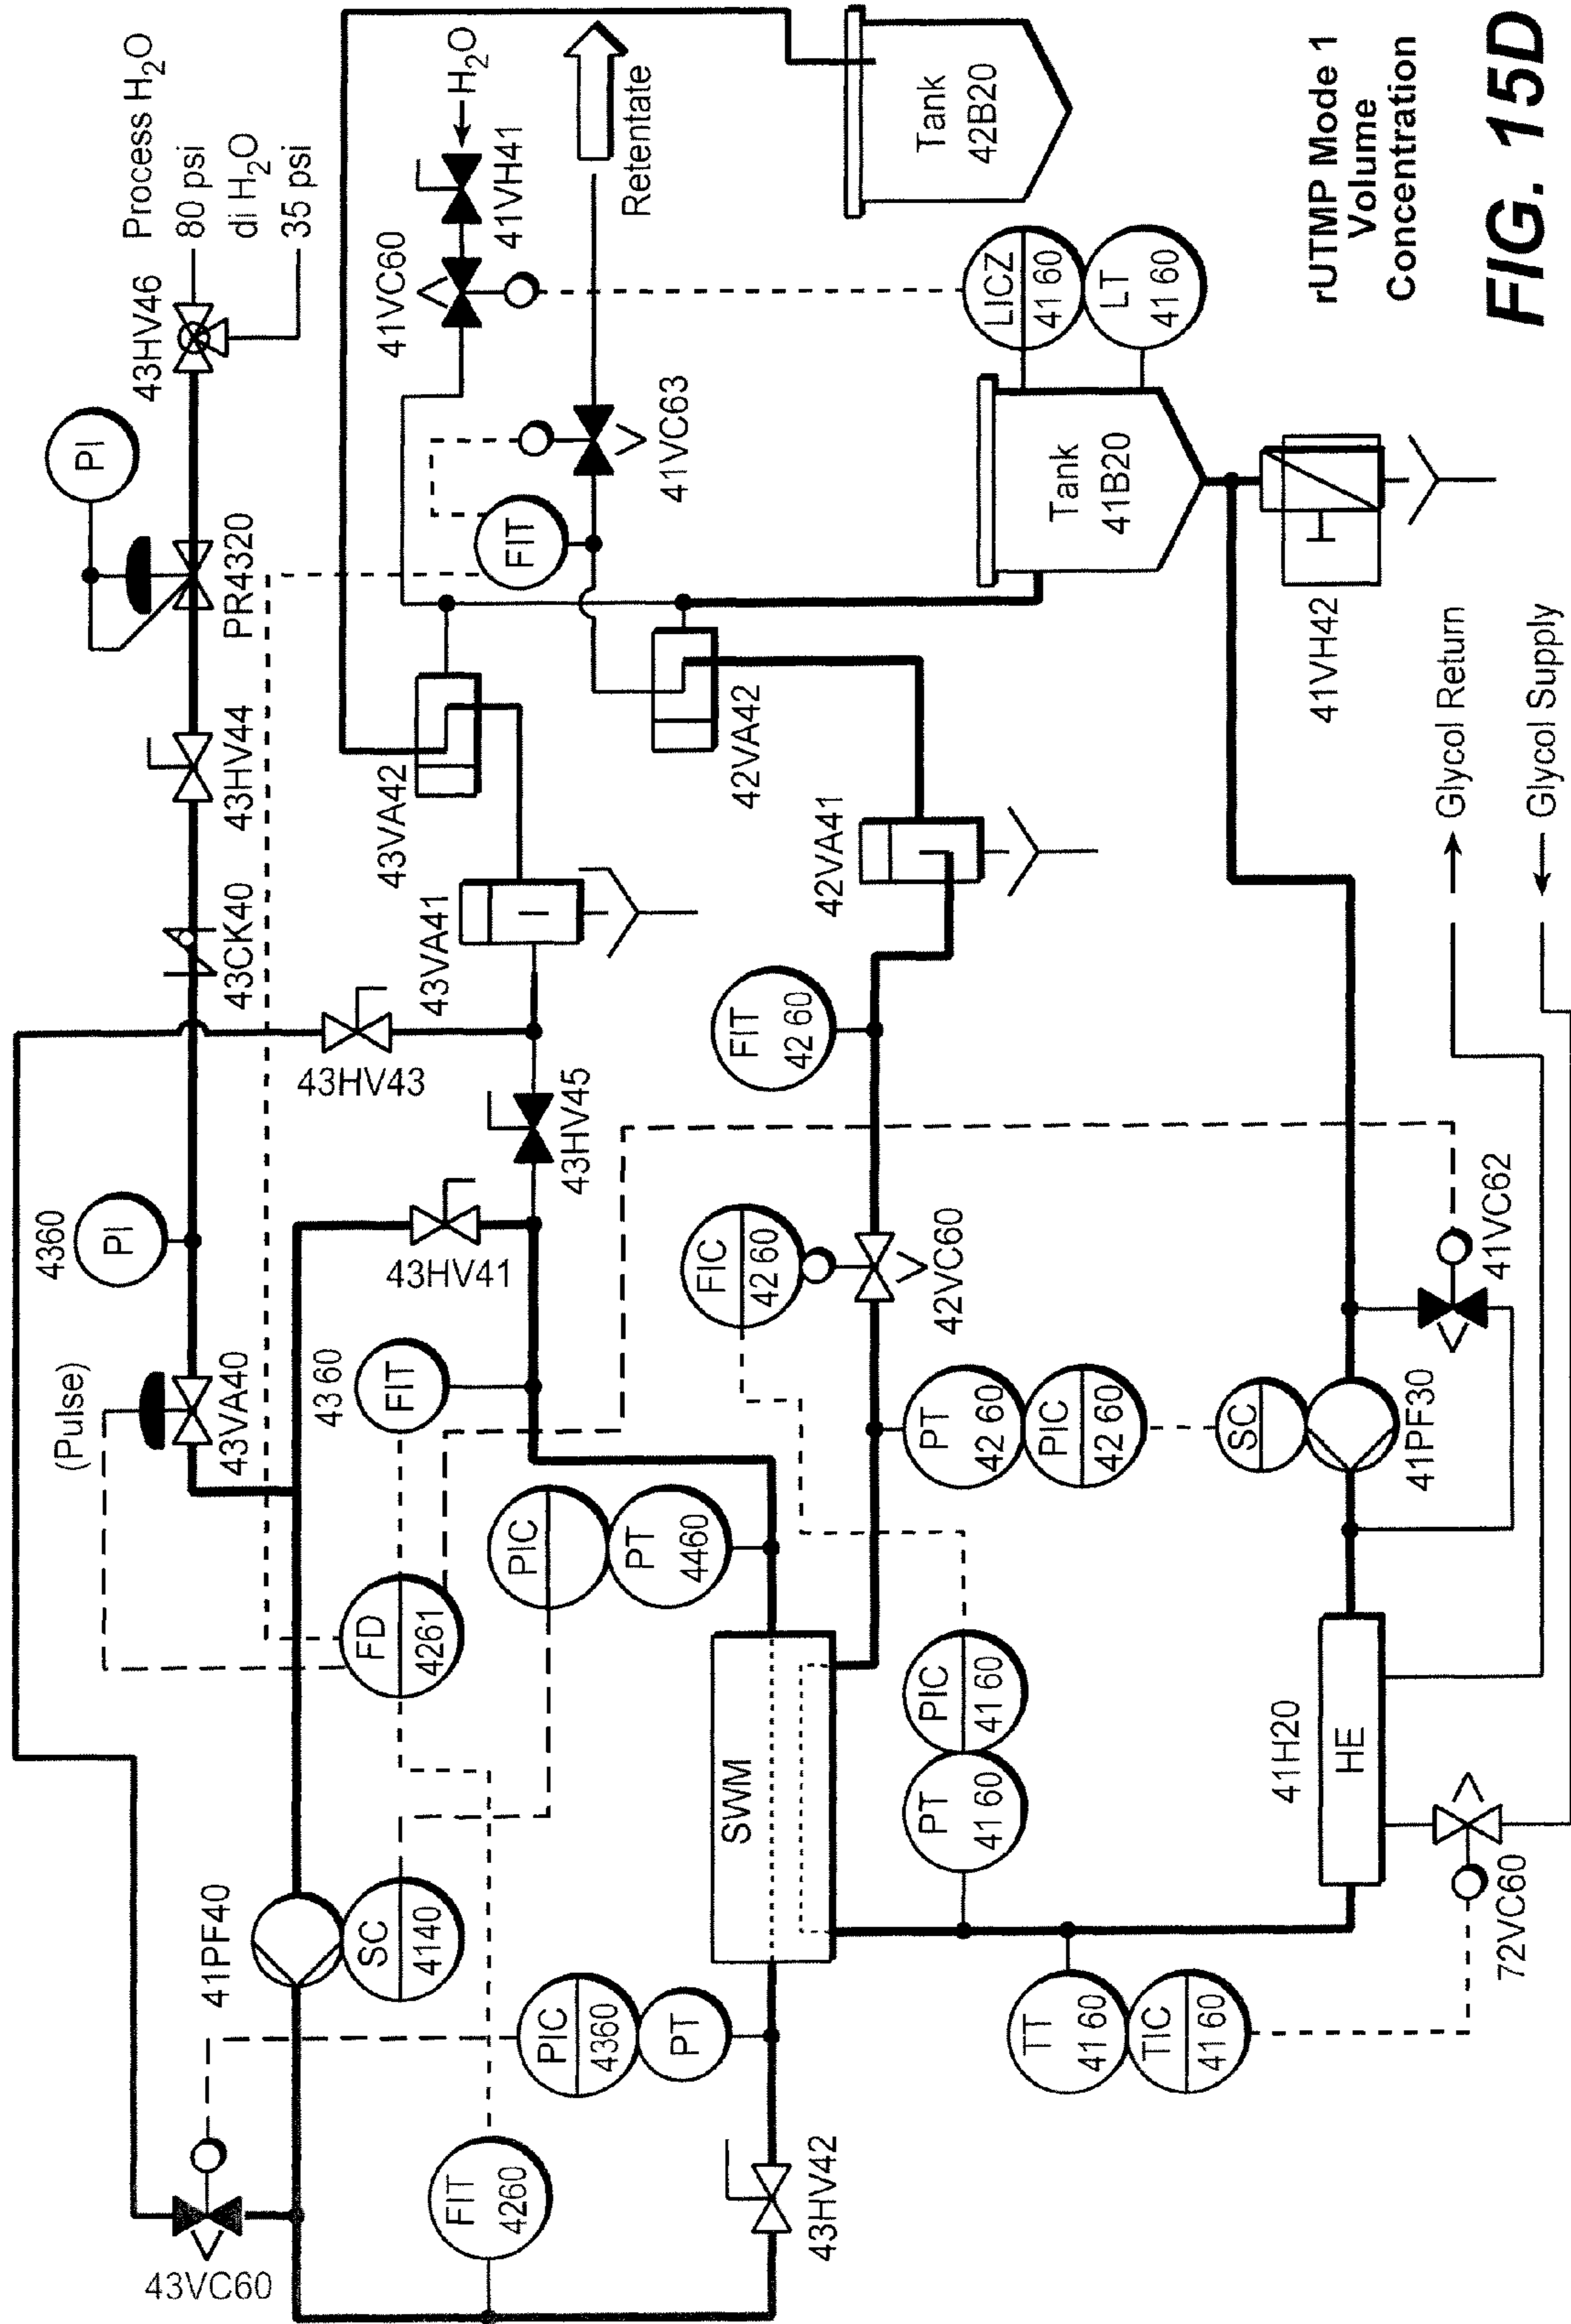 Process H₂O
80 psi
di H₂O
35 psi
43HV46
PI
PR4320
43HV44
43CK40
4360
PI
(Pulse)
43VA40
H₂O
41VH41
41VC60
Retentate
FIT
41VC63
Tank
42B20
43VA42
42VA42
43VA41
43HV43
43HV45
43HV41
43 60
FIT
FD
4261
PIC
PT
4460
41PF40
SC
4140
43VC60
FIT
4260
PIC
4360
PT
43HV42
SWM
PT
41 60
PIC
41 60
FIC
42 60
42VC60
FIT
42 60
42VA41
PT
42 60
PIC
42 60
SC
41PF30
41VC62
LICZ
41 60
LT
41 60
Tank
41B20
41VH42
TT
41 60
TIC
41 60
41H20
HE
72VC60
Glycol Return
Glycol Supply
rUTMP Mode 1
Volume
Concentration
FIG. 15D